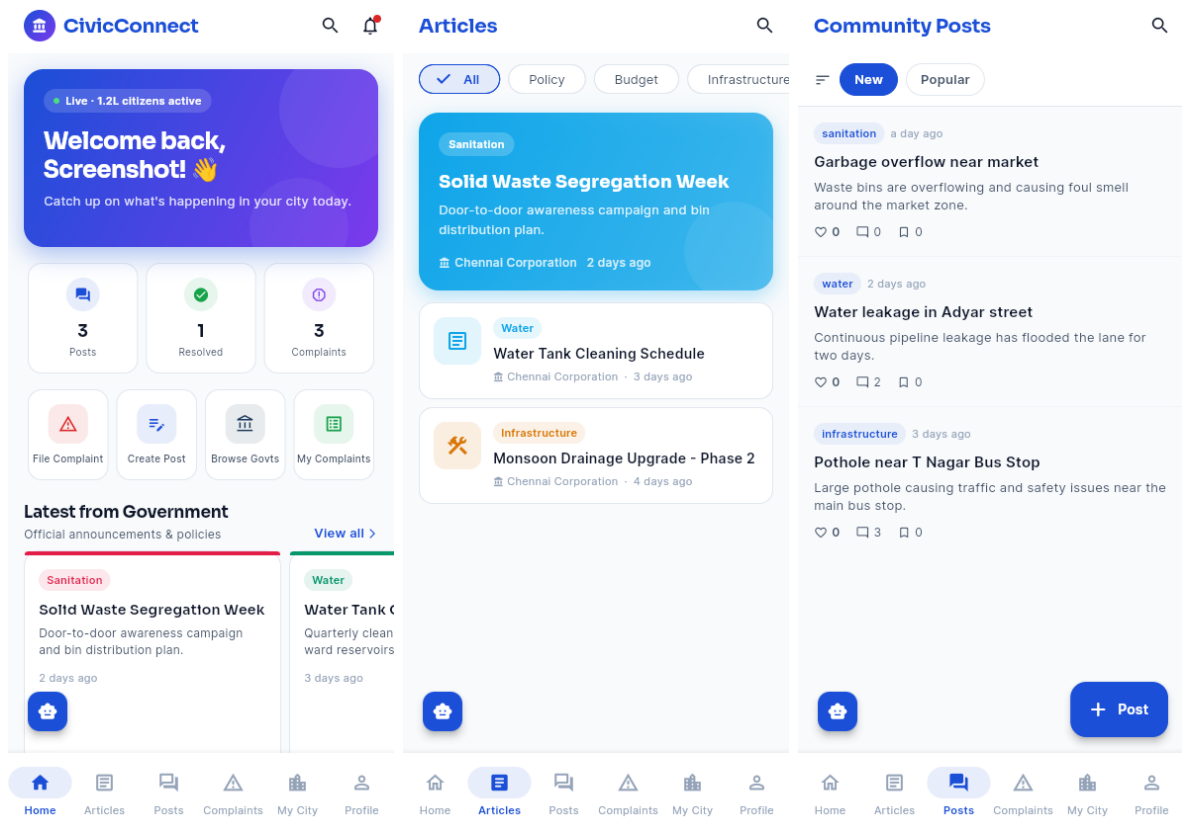 CivicConnect
Live · 1.2L citizens active
Welcome back,
Screenshot! 👋
Catch up on what's happening in your city today.
3
Posts
1
Resolved
3
Complaints
File Complaint
Create Post
Browse Govts
My Complaints
Latest from Government
Official announcements & policies
View all >
Sanitation
Solid Waste Segregation Week
Door-to-door awareness campaign
and bin distribution plan.
2 days ago
Water
Water Tank C
Quarterly clean
ward reservoirs
3 days ago
Home
Articles
Posts
Complaints
My City
Profile
Articles
All
Policy
Budget
Infrastructure
Sanitation
Solid Waste Segregation Week
Door-to-door awareness campaign and bin
distribution plan.
Chennai Corporation 2 days ago
Water
Water Tank Cleaning Schedule
Chennai Corporation · 3 days ago
Infrastructure
Monsoon Drainage Upgrade - Phase 2
Chennai Corporation · 4 days ago
Home
Articles
Posts
Complaints
My City
Profile
Community Posts
New
Popular
sanitation a day ago
Garbage overflow near market
Waste bins are overflowing and causing foul smell
around the market zone.
0 0 0
water 2 days ago
Water leakage in Adyar street
Continuous pipeline leakage has flooded the lane for
two days.
0 2 0
infrastructure 3 days ago
Pothole near T Nagar Bus Stop
Large pothole causing traffic and safety issues near the
main bus stop.
0 3 0
+ Post
Home
Articles
Posts
Complaints
My City
Profile